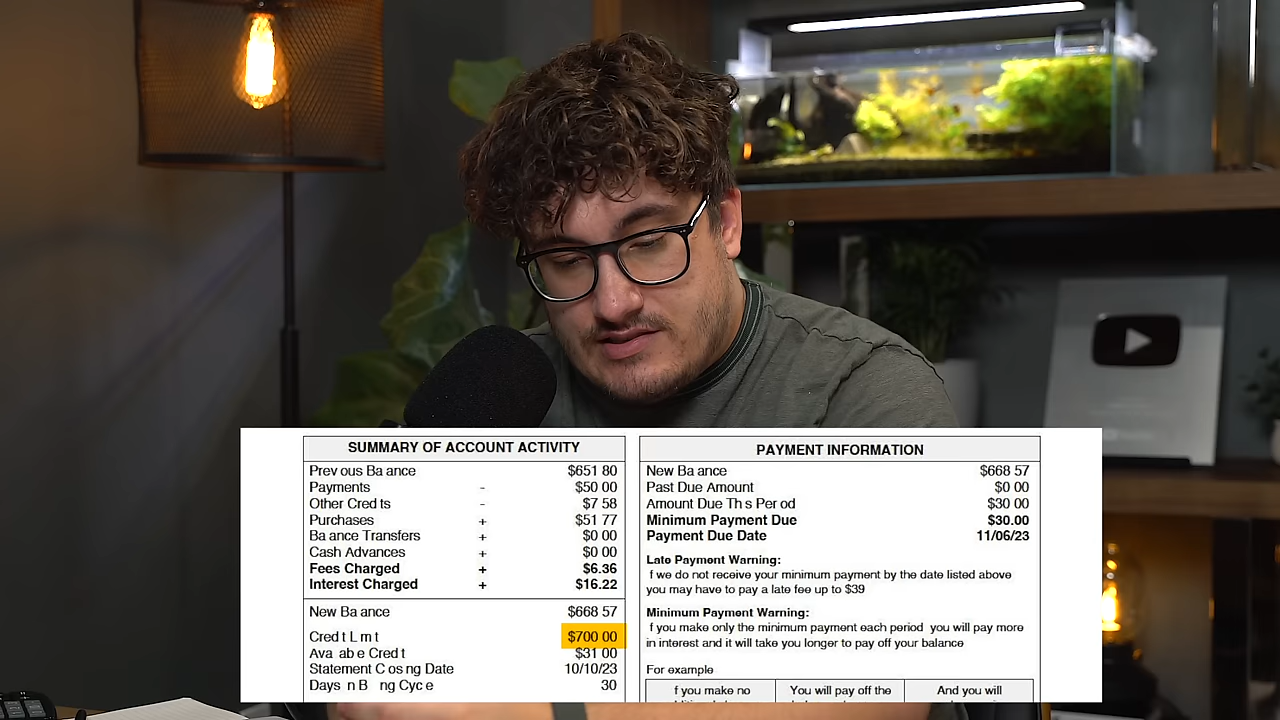 SUMMARY OF ACCOUNT ACTIVITY
Prev ous Ba ance $651 80
Payments - $50 00
Other Cred ts - $7 58
Purchases + $51 77
Ba ance Transfers + $0 00
Cash Advances + $0 00
Fees Charged + $6.36
Interest Charged + $16.22
New Ba ance $668 57
Cred t L m t $700 00
Ava ab e Cred t $31 00
Statement C os ng Date 10/10/23
Days n B ng Cyc e 30
PAYMENT INFORMATION
New Ba ance $668 57
Past Due Amount $0 00
Amount Due Th s Per od $30 00
Minimum Payment Due $30.00
Payment Due Date 11/06/23
Late Payment Warning:
f we do not receive your minimum payment by the date listed above
you may have to pay a late fee up to $39
Minimum Payment Warning:
f you make only the minimum payment each period you will pay more
in interest and it will take you longer to pay off your balance
For example
f you make no You will pay off the And you will